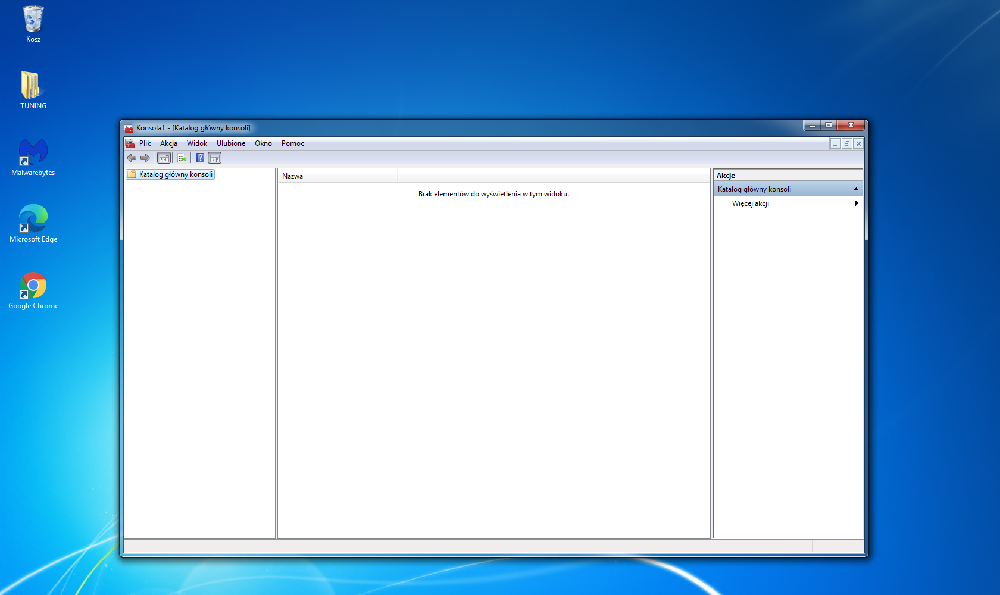 Kosz
TUNING
Malwarebytes
Microsoft Edge
Google Chrome
Konsola1 - [Katalog główny konsoli]
Plik Akcja Widok Ulubione Okno Pomoc
Katalog główny konsoli
Nazwa
Brak elementów do wyświetlenia w tym widoku.
Akcje
Katalog główny konsoli
Więcej akcji